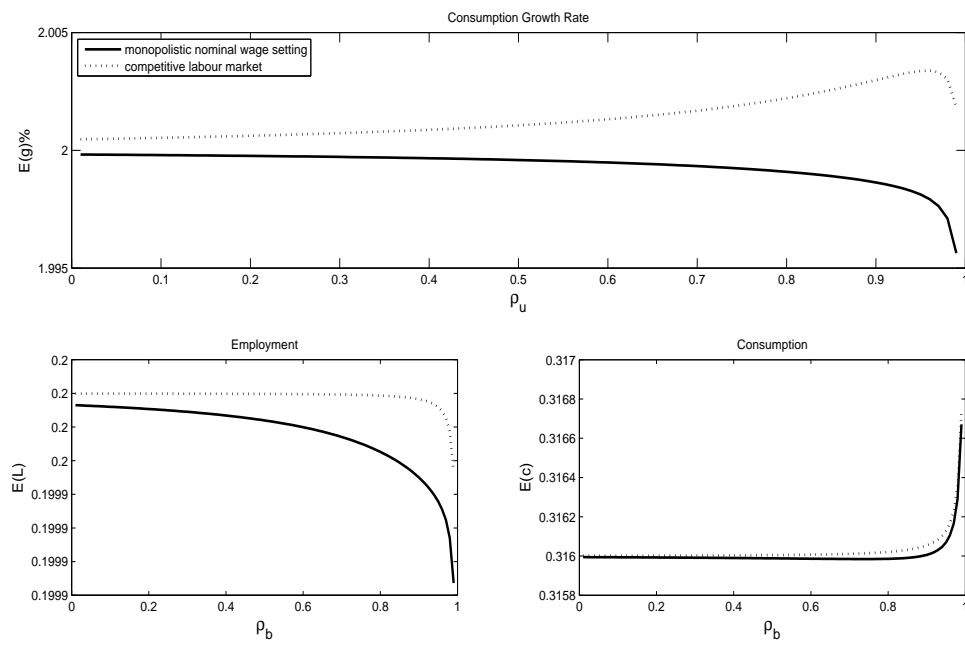 Consumption Growth Rate
2.005
monopolistic nominal wage setting
competitive labour market
2
1.995
E(g)%
0 0.1 0.2 0.3 0.4 0.5 0.6 0.7 0.8 0.9 1
ρu
Employment
0.2
0.2
0.2
0.2
0.1999
0.1999
0.1999
0.1999
E(L)
0 0.2 0.4 0.6 0.8 1
ρb
Consumption
0.317
0.3168
0.3166
0.3164
0.3162
0.316
0.3158
E(c)
0 0.2 0.4 0.6 0.8 1
ρb